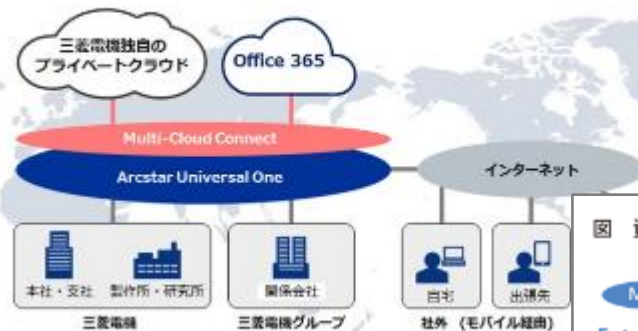 三菱電機独自の
プライベートクラウド
Office 365
Multi-Cloud Connect
Arcstar Universal One
インターネット
本社・支社
製作所・研究所
関係会社
自宅
出張先
三菱電機
三菱電機グループ
社外 (モバイル経由)
図
M